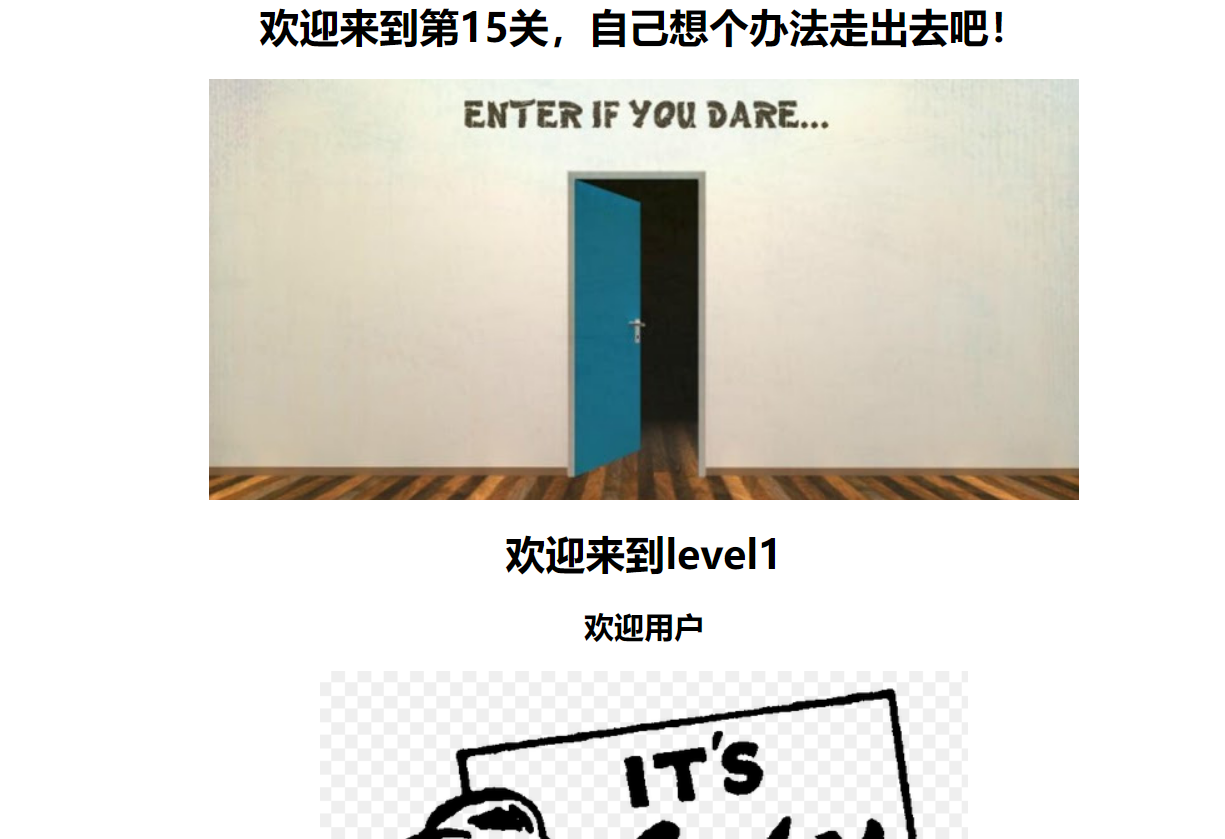 欢迎来到第15关，自己想个办法走出去吧！
ENTER IF YOU DARE...
欢迎来到level1
欢迎用户
IT'S